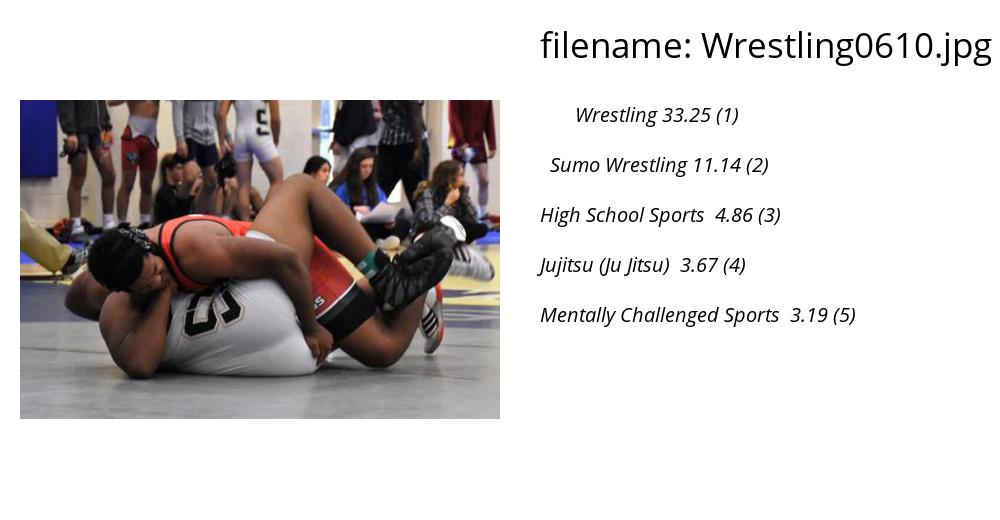 filename: Wrestling0610.jpg
Wrestling 33.25 (1)
Sumo Wrestling 11.14 (2)
High School Sports  4.86 (3)
Jujitsu (Ju Jitsu)  3.67 (4)
Mentally Challenged Sports  3.19 (5)
S
S